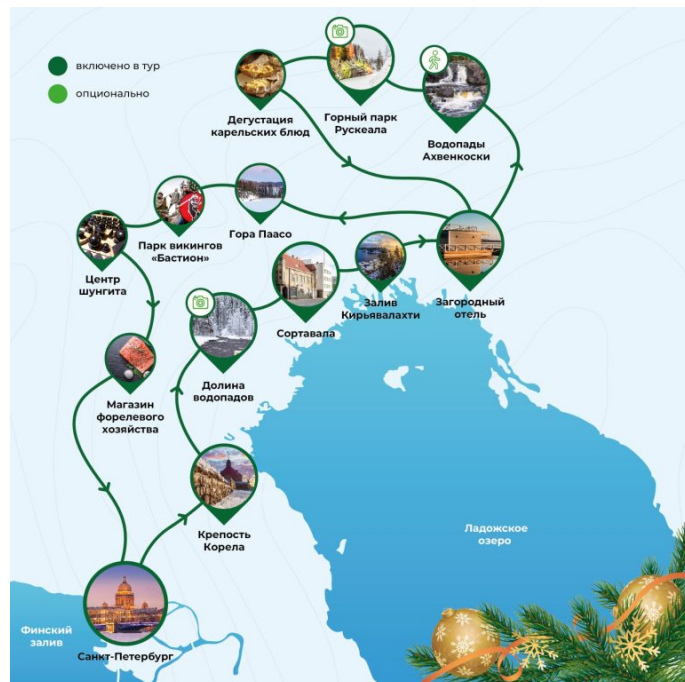 включено в тур
опционально
Дегустация
карельских блюд
Горный парк
Рускеала
Водопады
Ахвенкоски
Гора Паасо
Парк викингов
«Бастион»
Центр
шунгита
Сортавала
Залив
Кирьявалахти
Загородный
отель
Долина
водопадов
Магазин
форелевого
хозяйства
Крепость
Корела
Ладожское
озеро
Финский
залив
Санкт-Петербург